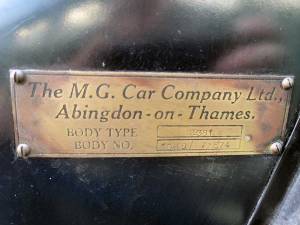 The M.G. Car Company Ltd.,
Abingdon-on-Thames.
BODY TYPE
BODY NO.